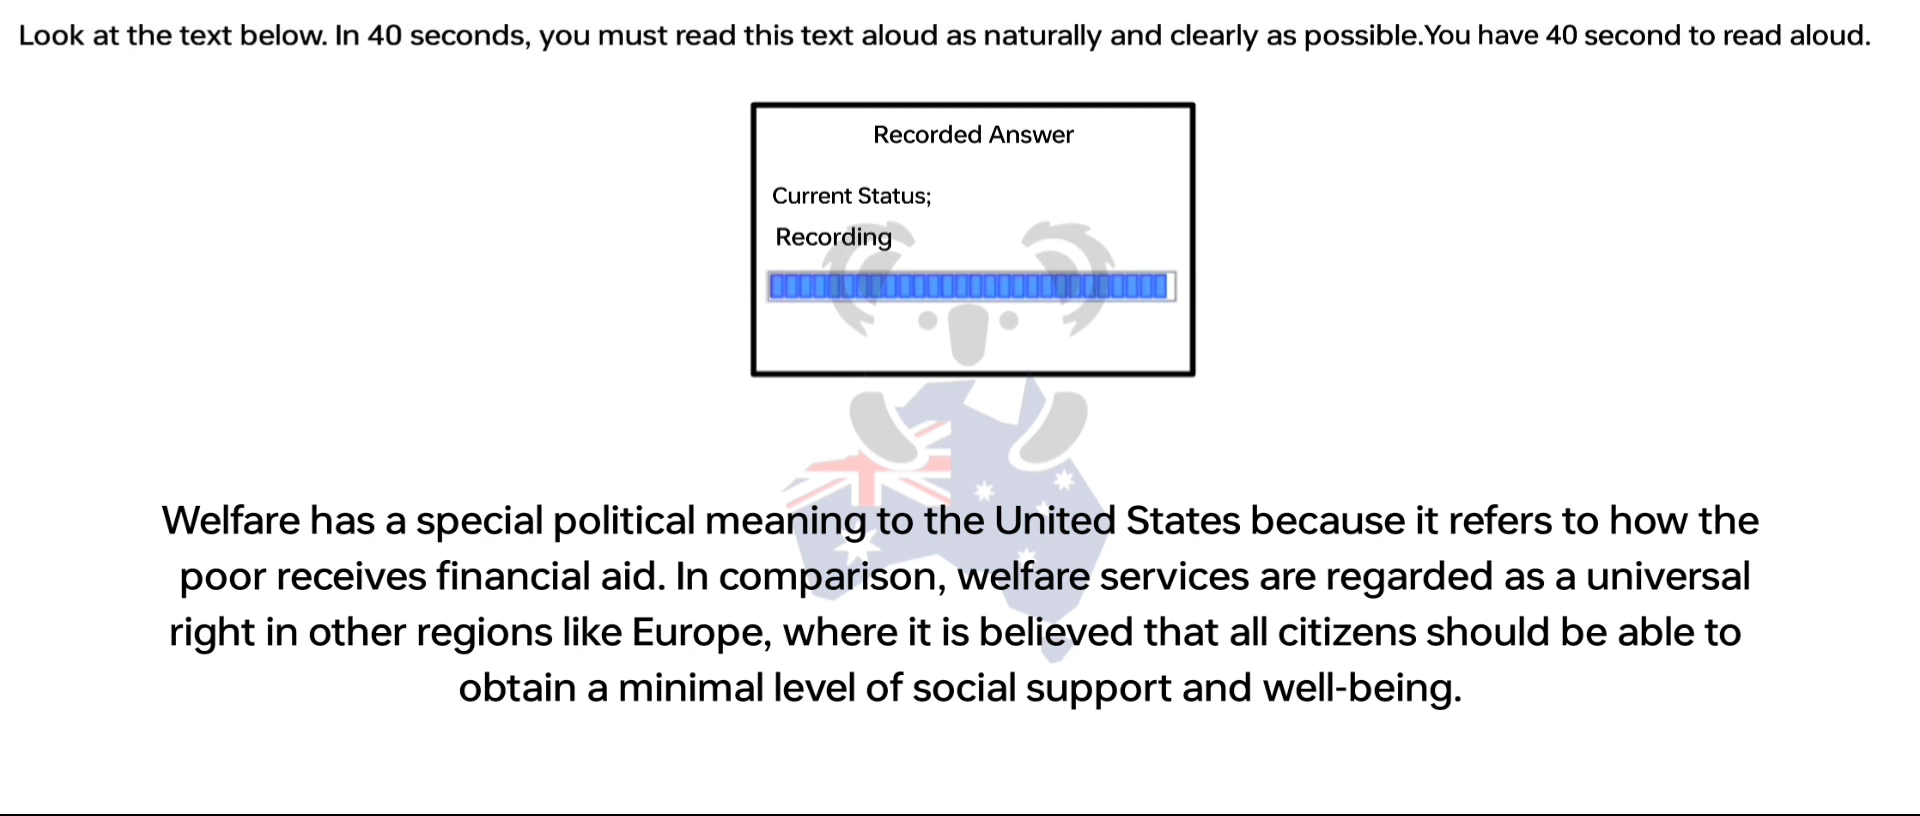 Look at the text below. In 40 seconds, you must read this text aloud as naturally and clearly as possible.You have 40 second to read aloud.
Recorded Answer
Current Status;
Recording
Welfare has a special political meaning to the United States because it refers to how the
poor receives financial aid. In comparison, welfare services are regarded as a universal
right in other regions like Europe, where it is believed that all citizens should be able to
obtain a minimal level of social support and well-being.